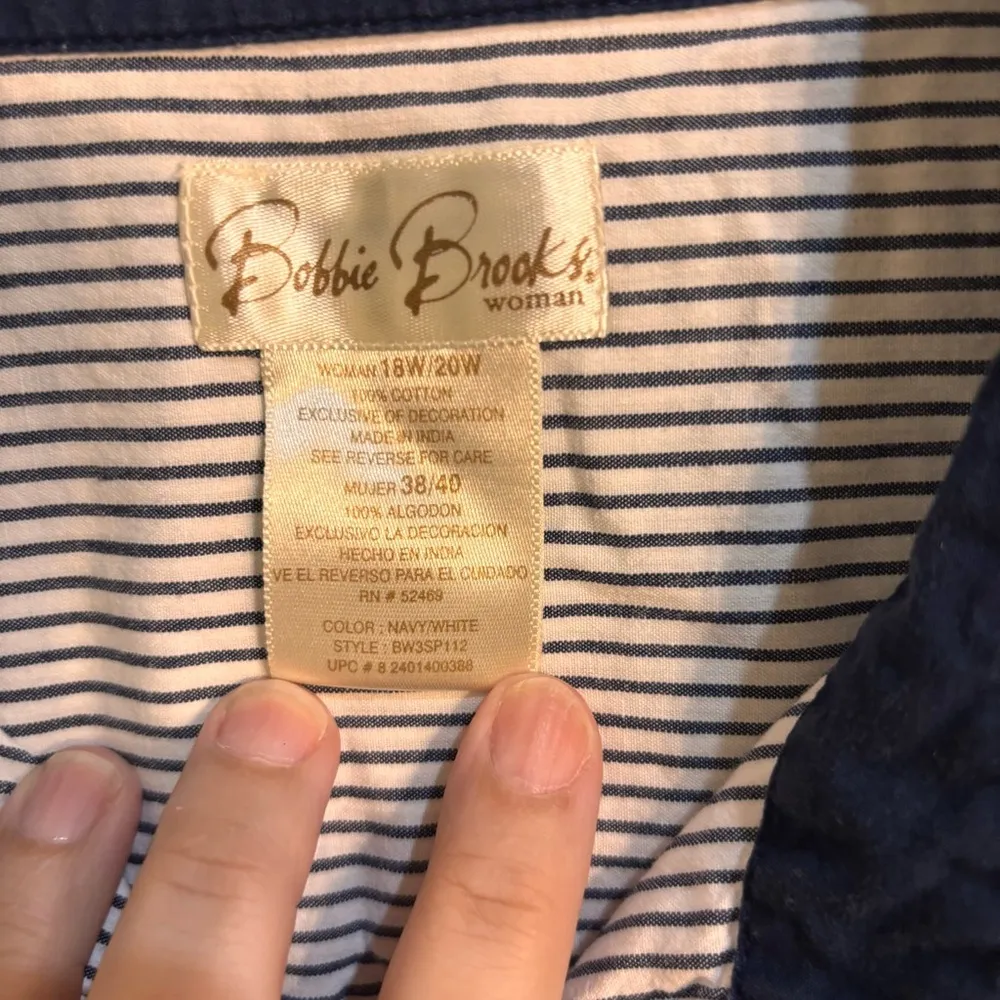 Bobbie Brooks®
woman
WOMAN 18W/20W
100% COTTON
EXCLUSIVE OF DECORATION
MADE IN INDIA
SEE REVERSE FOR CARE
MUJER 38/40
100% ALGODON
EXCLUSIVO LA DECORACION
HECHO EN INDIA
VE EL REVERSO PARA EL CUIDADO
RN # 52469
COLOR : NAVY/WHITE
STYLE : BW3SP112
UPC # 8 2401400388